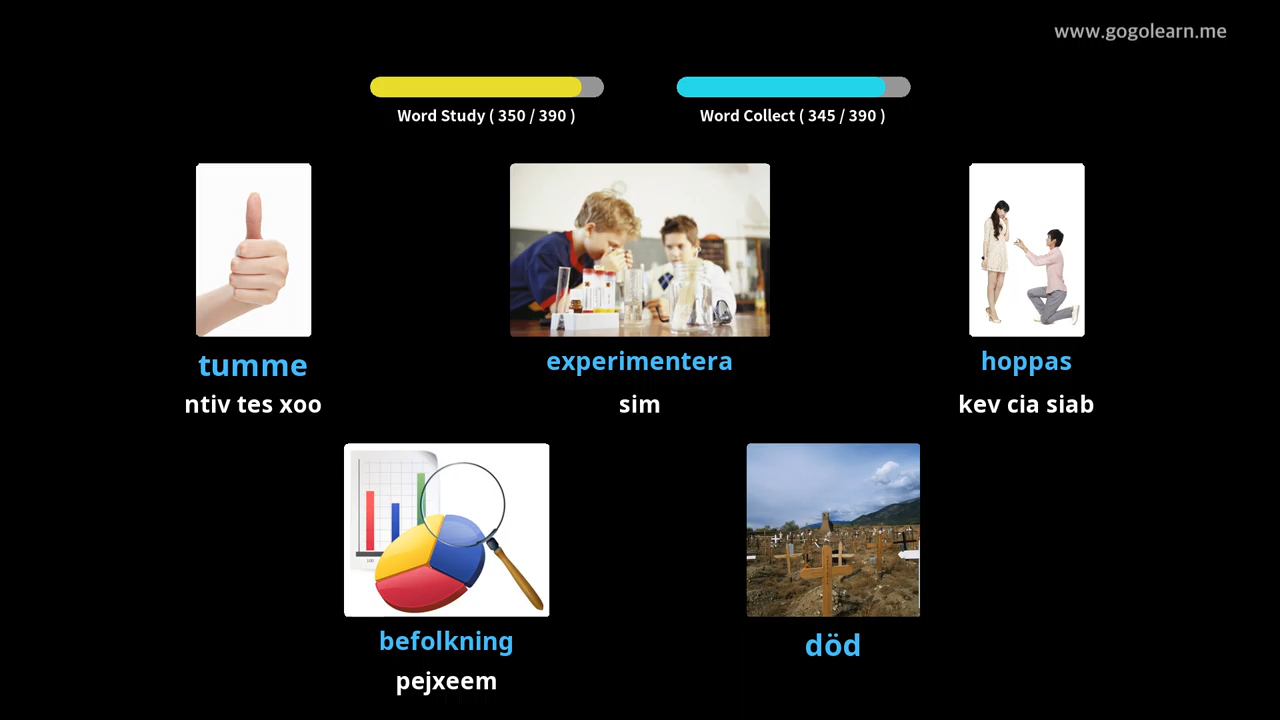 www.gogolearn.me
Word Study ( 350 / 390 )
Word Collect ( 345 / 390 )
tumme
experimentera
hoppas
ntiv tes xoo
sim
kev cia siab
befolkning
död
pejxeem